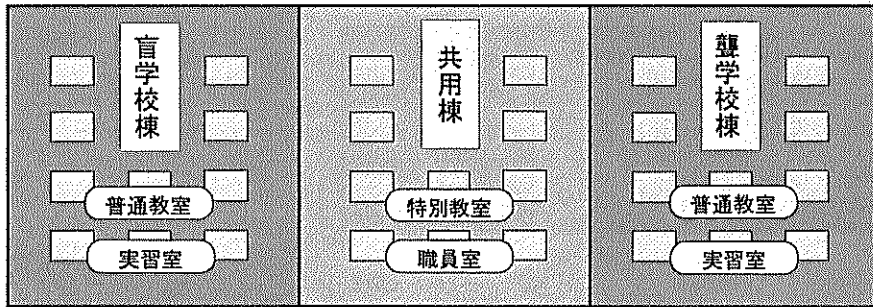 盲学校棟
普通教室
実習室
共用棟
特別教室
職員室
聾学校棟
普通教室
実習室